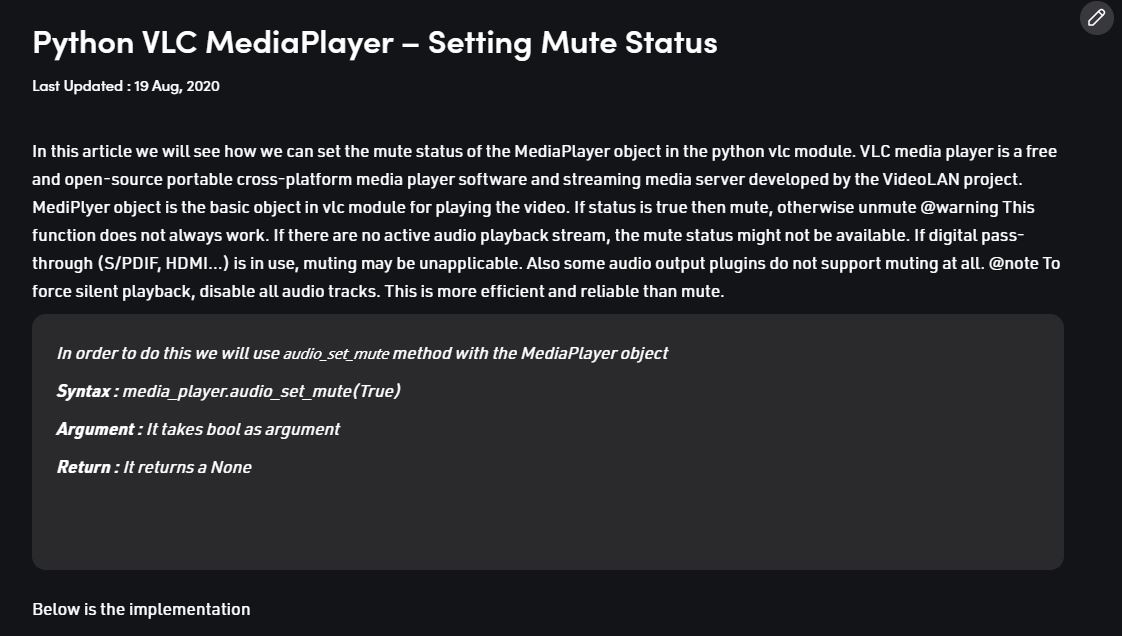 Python VLC MediaPlayer – Setting Mute Status
Last Updated : 19 Aug, 2020
In this article we will see how we can set the mute status of the MediaPlayer object in the python vlc module. VLC media player is a free
and open-source portable cross-platform media player software and streaming media server developed by the VideoLAN project.
MediPlyer object is the basic object in vlc module for playing the video. If status is true then mute, otherwise unmute @warning This
function does not always work. If there are no active audio playback stream, the mute status might not be available. If digital pass-
through (S/PDIF, HDMI...) is in use, muting may be unapplicable. Also some audio output plugins do not support muting at all. @note To
force silent playback, disable all audio tracks. This is more efficient and reliable than mute.
In order to do this we will use audio_set_mute method with the MediaPlayer object
Syntax : media_player.audio_set_mute(True)
Argument : It takes bool as argument
Return : It returns a None
Below is the implementation